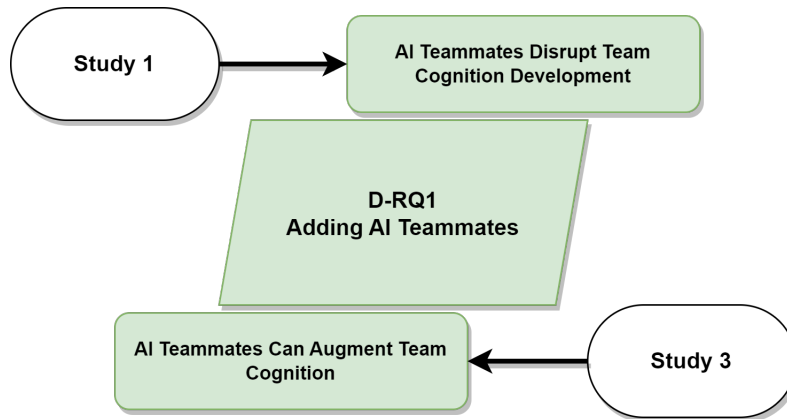 Study 1
AI Teammates Disrupt Team
Cognition Development
D-RQ1
Adding AI Teammates
AI Teammates Can Augment Team
Cognition
Study 3